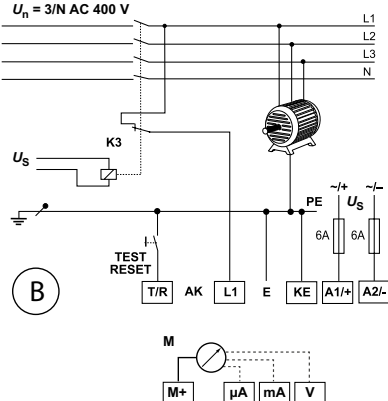 Un = 3/N AC 400 V
L1
L2
L3
N
K3
US
PE
~/+ ~/–
US
6A 6A
TEST
RESET
B
T/R AK L1 E KE A1/+ A2/-
M
M+ µA mA V